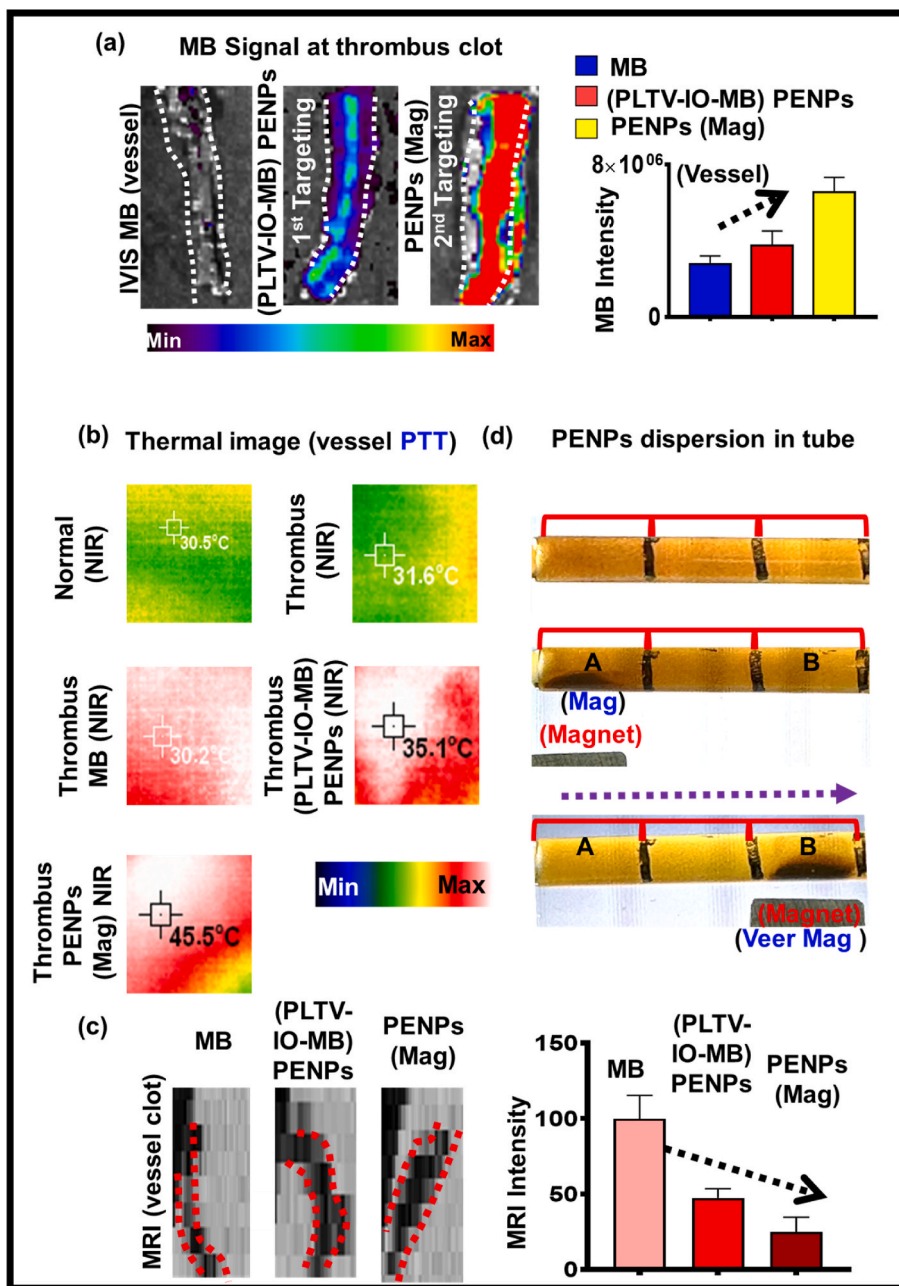 (a)
MB Signal at thrombus clot
IVIS MB (vessel)
(PLTV-IO-MB) PENPs
1st Targeting
PENPs (Mag)
2nd Targeting
Min
Max
MB
(PLTV-IO-MB) PENPs
PENPs (Mag)
8×10^06
(Vessel)
MB Intensity
0
(b)
Thermal image (vessel PTT)
Normal
(NIR)
30.5°C
Thrombus
(NIR)
31.6°C
Thrombus
MB (NIR)
30.2°C
Thrombus
(PLTV-IO-MB)
PENPs (NIR)
35.1°C
Thrombus
PENPs
(Mag) NIR
45.5°C
Min
Max
(d)
PENPs dispersion in tube
A
B
(Mag)
(Magnet)
A
B
(Magnet)
(Veer Mag )
(c)
MB
(PLTV-
IO-MB)
PENPs
PENPs
(Mag)
MRI (vessel clot)
150
100
50
0
MRI Intensity
MB
(PLTV-
IO-MB)
PENPs
PENPs
(Mag)